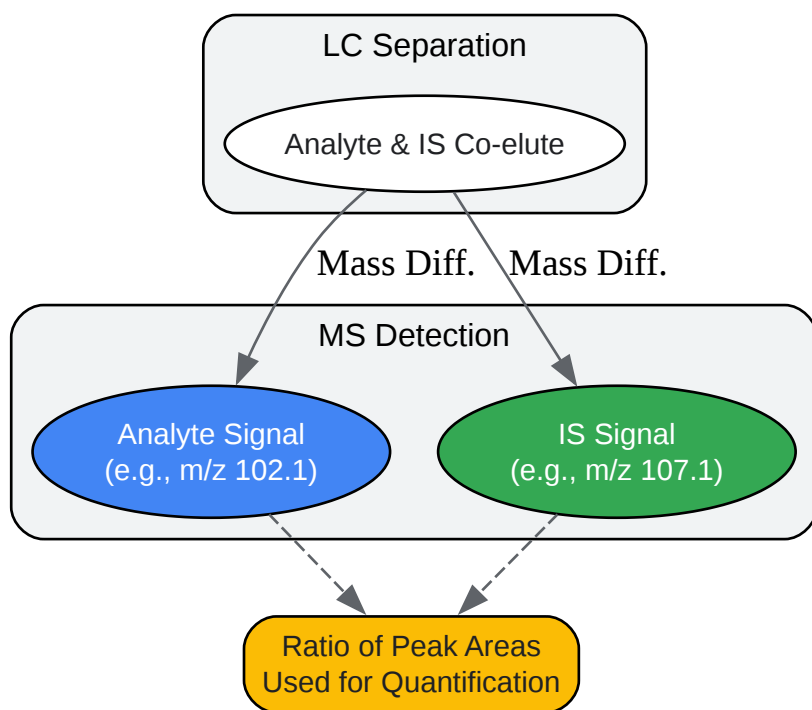 LC Separation
Analyte & IS Co-elute
Mass Diff. Mass Diff.
MS Detection
Analyte Signal
(e.g., m/z 102.1)
IS Signal
(e.g., m/z 107.1)
Ratio of Peak Areas
Used for Quantification